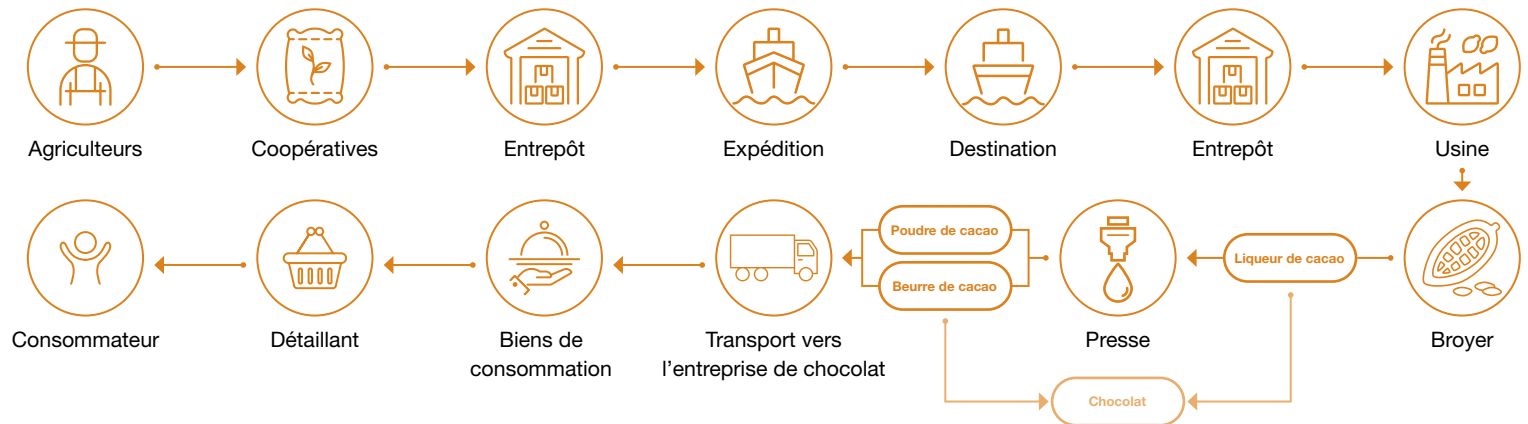 Agriculteurs
Coopératives
Entrepôt
Expédition
Destination
Entrepôt
Usine
Poudre de cacao
Beurre de cacao
Liqueur de cacao
Consommateur
Détaillant
Biens de
consommation
Transport vers
l'entreprise de chocolat
Presse
Broyer
Chocolat